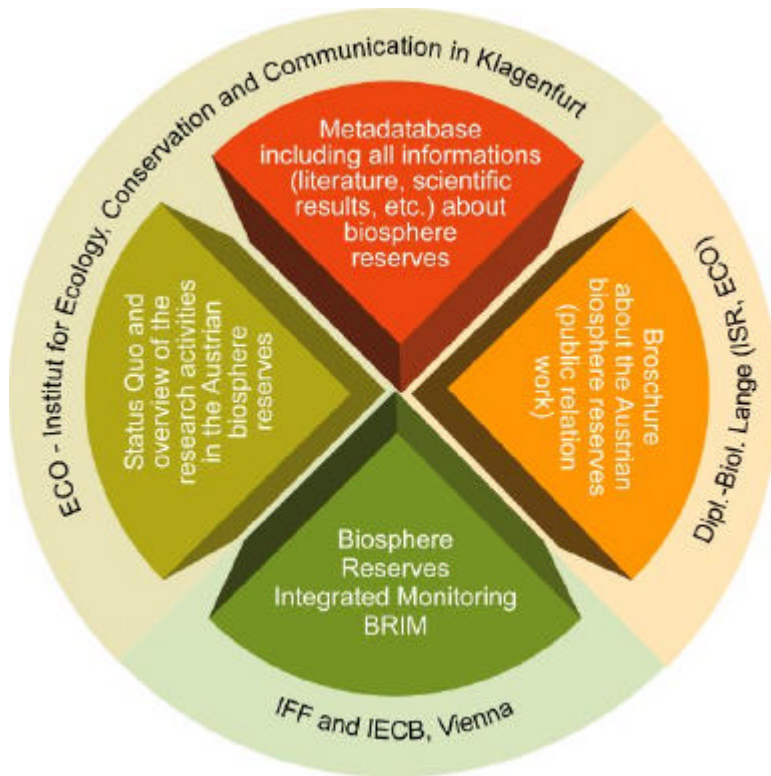 ECO - Institut for Ecology, Conservation and Communication in Klagenfurt
Metadatabase
including all informations
(literature, scientific
results, etc.) about
biosphere
reserves
Status Quo and
overview of the
research activities
in the Austrian
biosphere
reserves
Broschure
about the Austrian
biosphere reserves
(public relation
work)
Dipl.-Biol. Lange (ISR, ECO)
Biosphere
Reserves
Integrated Monitoring
BRIM
IFF and IECB, Vienna